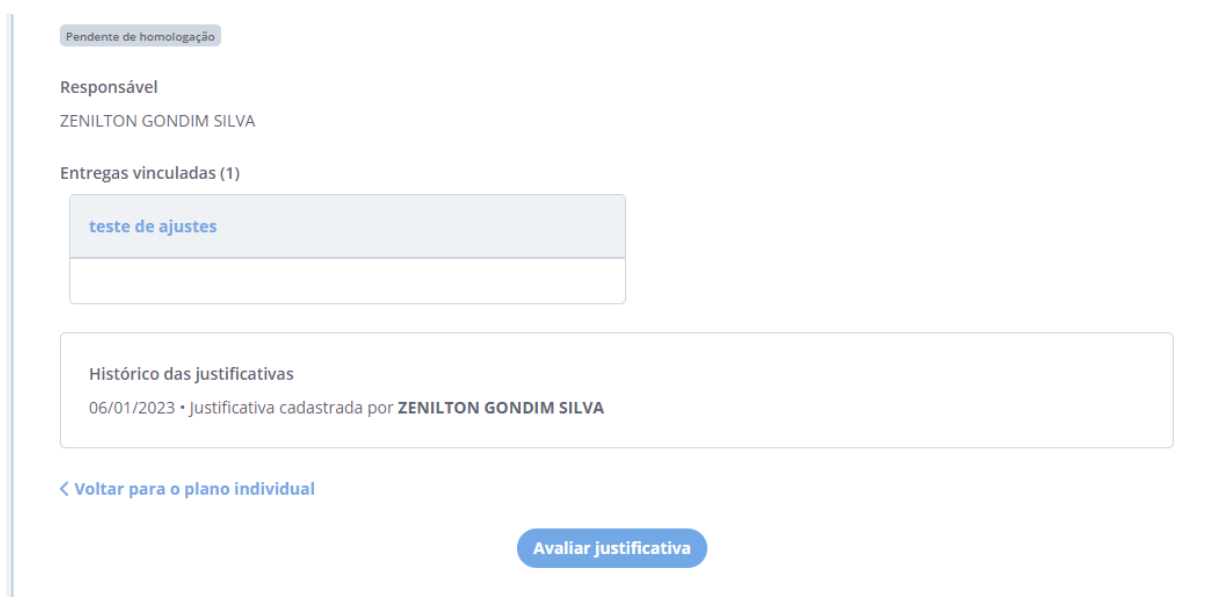 Pendente de homologação
Responsável
ZENILTON GONDIM SILVA
Entregas vinculadas (1)
teste de ajustes
Histórico das justificativas
06/01/2023 • Justificativa cadastrada por ZENILTON GONDIM SILVA
Voltar para o plano individual
Avaliar justificativa